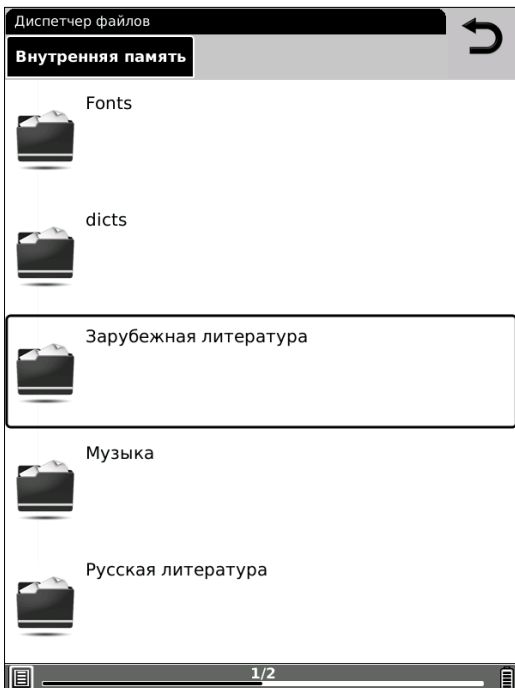 Диспетчер файлов
Внутренняя память
Fonts
dicts
Зарубежная литература
Музыка
Русская литература
1/2